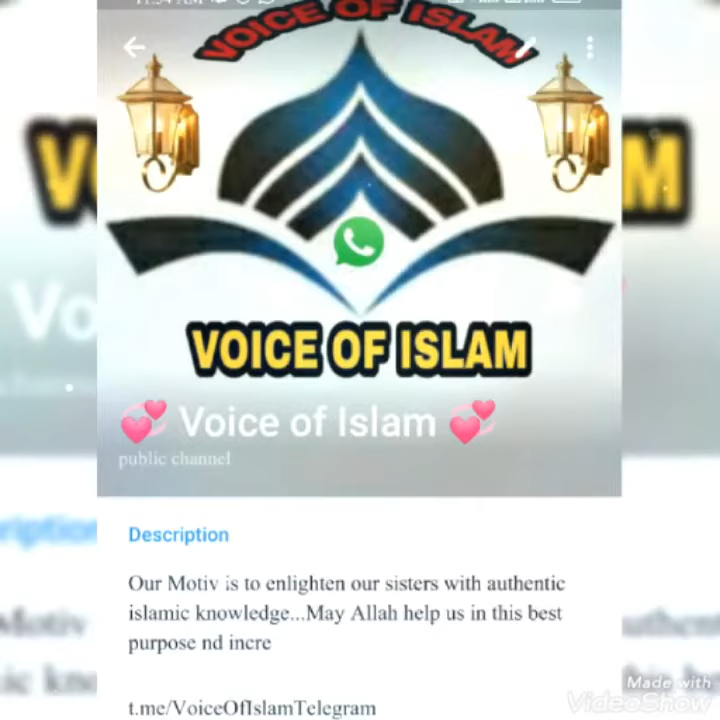 VOICE OF ISLAM
VOICE OF ISLAM
💞 Voice of Islam 💞
public channel
Description
Our Motiv is to enlighten our sisters with authentic
islamic knowledge...May Allah help us in this best
purpose nd incre
t.me/VoiceOfIslamTelegram
Made with
VideoShow